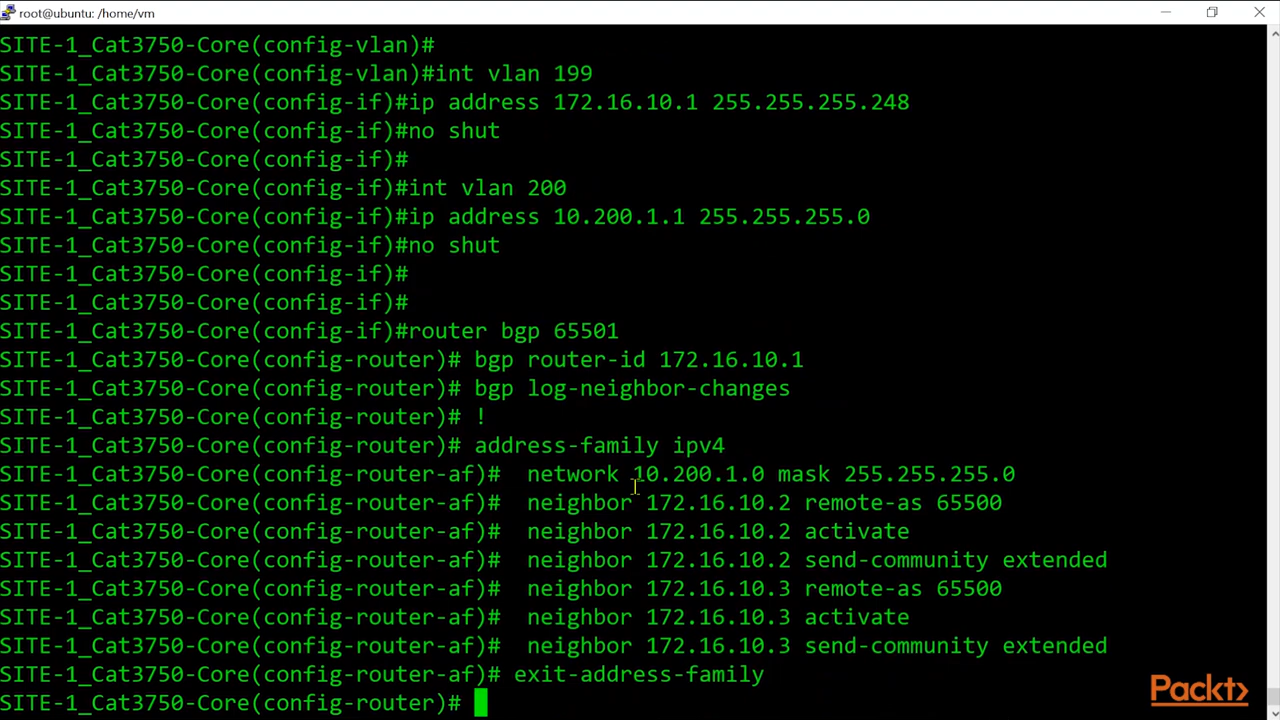 root@ubuntu: /home/vm
SITE-1_Cat3750-Core(config-vlan)#
SITE-1_Cat3750-Core(config-vlan)#int vlan 199
SITE-1_Cat3750-Core(config-if)#ip address 172.16.10.1 255.255.255.248
SITE-1_Cat3750-Core(config-if)#no shut
SITE-1_Cat3750-Core(config-if)#
SITE-1_Cat3750-Core(config-if)#int vlan 200
SITE-1_Cat3750-Core(config-if)#ip address 10.200.1.1 255.255.255.0
SITE-1_Cat3750-Core(config-if)#no shut
SITE-1_Cat3750-Core(config-if)#
SITE-1_Cat3750-Core(config-if)#
SITE-1_Cat3750-Core(config-if)#router bgp 65501
SITE-1_Cat3750-Core(config-router)# bgp router-id 172.16.10.1
SITE-1_Cat3750-Core(config-router)# bgp log-neighbor-changes
SITE-1_Cat3750-Core(config-router)# !
SITE-1_Cat3750-Core(config-router)# address-family ipv4
SITE-1_Cat3750-Core(config-router-af)#  network 10.200.1.0 mask 255.255.255.0
SITE-1_Cat3750-Core(config-router-af)#  neighbor 172.16.10.2 remote-as 65500
SITE-1_Cat3750-Core(config-router-af)#  neighbor 172.16.10.2 activate
SITE-1_Cat3750-Core(config-router-af)#  neighbor 172.16.10.2 send-community extended
SITE-1_Cat3750-Core(config-router-af)#  neighbor 172.16.10.3 remote-as 65500
SITE-1_Cat3750-Core(config-router-af)#  neighbor 172.16.10.3 activate
SITE-1_Cat3750-Core(config-router-af)#  neighbor 172.16.10.3 send-community extended
SITE-1_Cat3750-Core(config-router-af)# exit-address-family
SITE-1_Cat3750-Core(config-router)#
Packt>